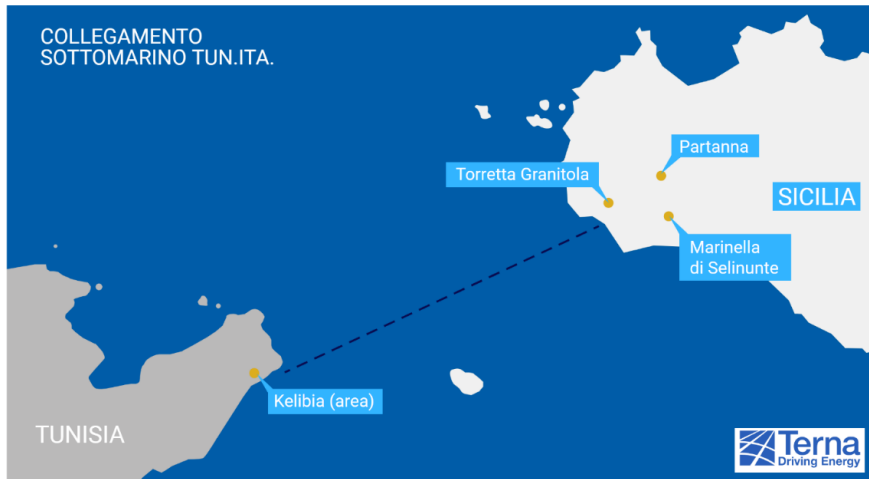 COLLEGAMENTO
SOTTOMARINO TUN.ITA.
Partanna
Torretta Granitola
SICILIA
Marinella
di Selinunte
Kelibia (area)
TUNISIA
Terna
Driving Energy